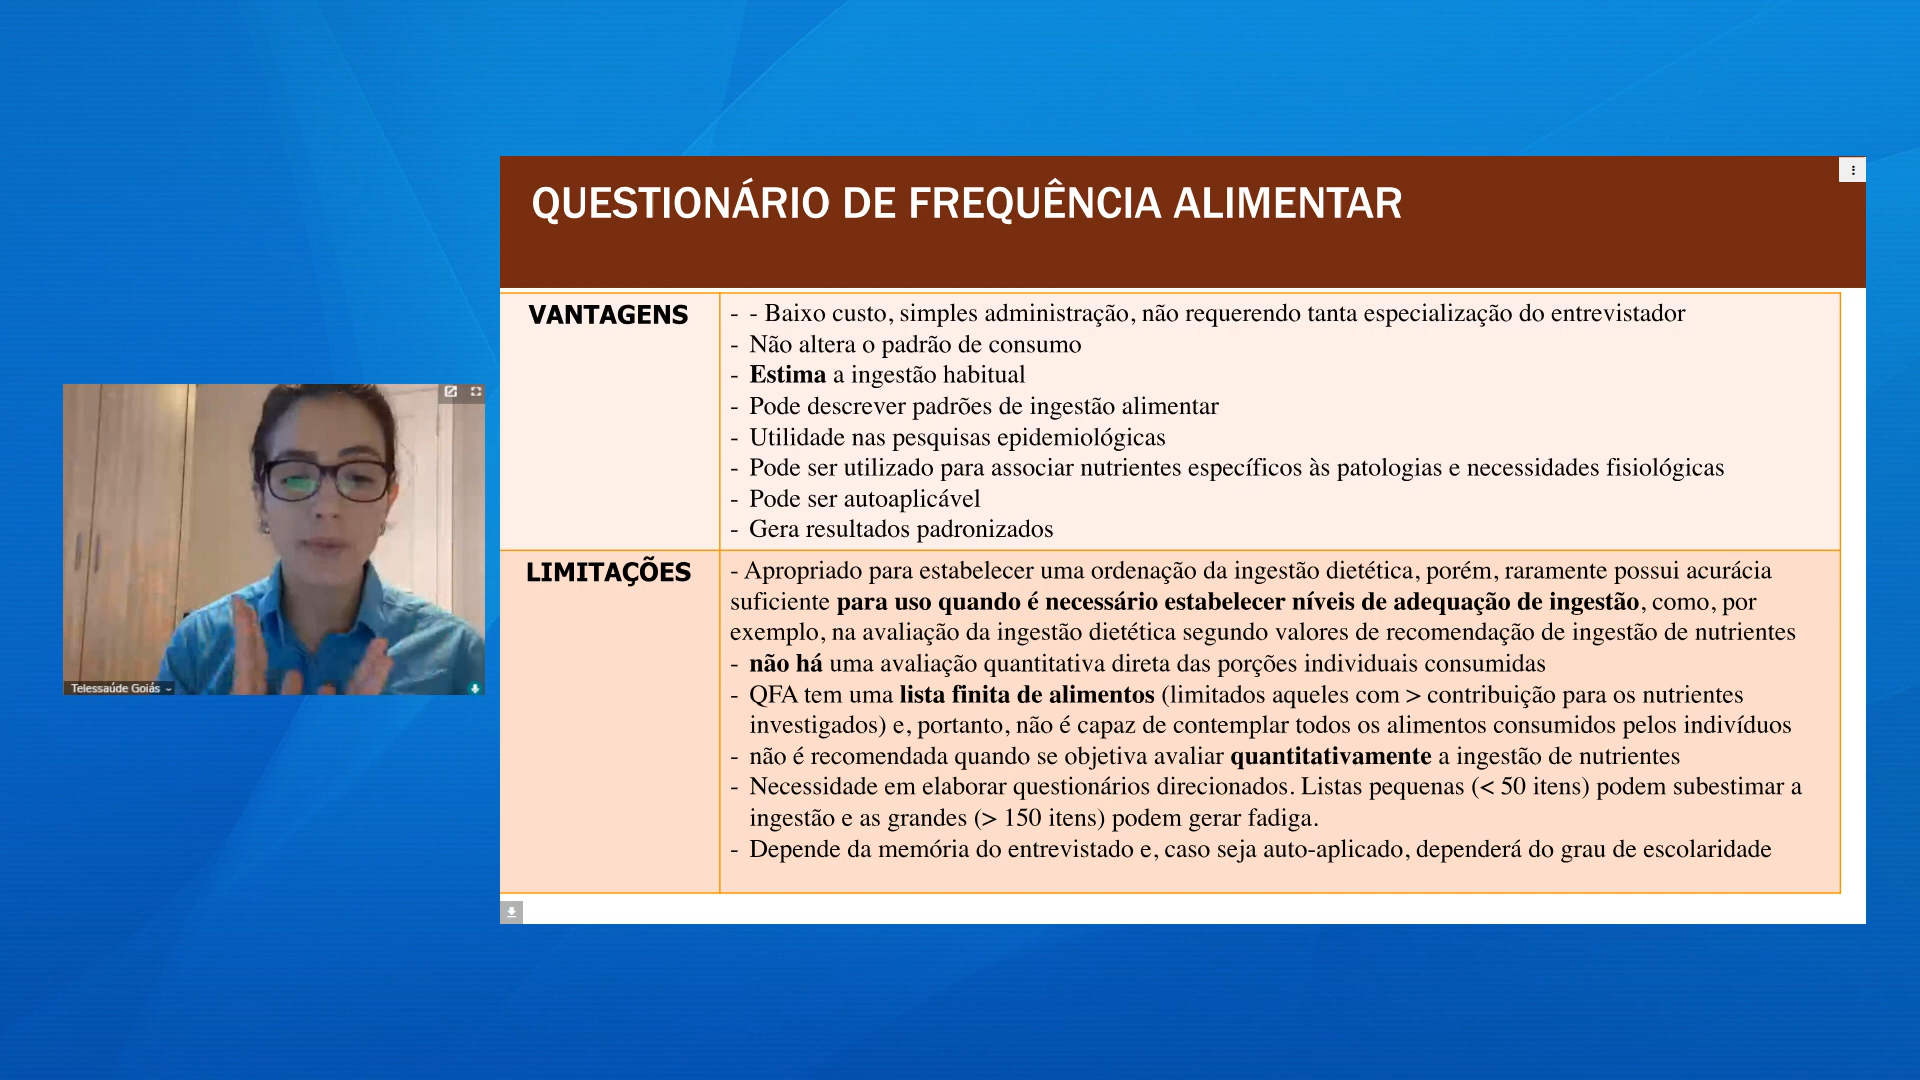 QUESTIONÁRIO DE FREQUÊNCIA ALIMENTAR
VANTAGENS
- - Baixo custo, simples administração, não requerendo tanta especialização do entrevistador
- Não altera o padrão de consumo
- Estima a ingestão habitual
- Pode descrever padrões de ingestão alimentar
- Utilidade nas pesquisas epidemiológicas
- Pode ser utilizado para associar nutrientes específicos às patologias e necessidades fisiológicas
- Pode ser autoaplicável
- Gera resultados padronizados
LIMITAÇÕES
- Apropriado para estabelecer uma ordenação da ingestão dietética, porém, raramente possui acurácia
suficiente para uso quando é necessário estabelecer níveis de adequação de ingestão, como, por
exemplo, na avaliação da ingestão dietética segundo valores de recomendação de ingestão de nutrientes
- não há uma avaliação quantitativa direta das porções individuais consumidas
- QFA tem uma lista finita de alimentos (limitados aqueles com > contribuição para os nutrientes
investigados) e, portanto, não é capaz de contemplar todos os alimentos consumidos pelos indivíduos
- não é recomendada quando se objetiva avaliar quantitativamente a ingestão de nutrientes
- Necessidade em elaborar questionários direcionados. Listas pequenas (< 50 itens) podem subestimar a
ingestão e as grandes (> 150 itens) podem gerar fadiga.
- Depende da memória do entrevistado e, caso seja auto-aplicado, dependerá do grau de escolaridade
Telessaúde Goiás